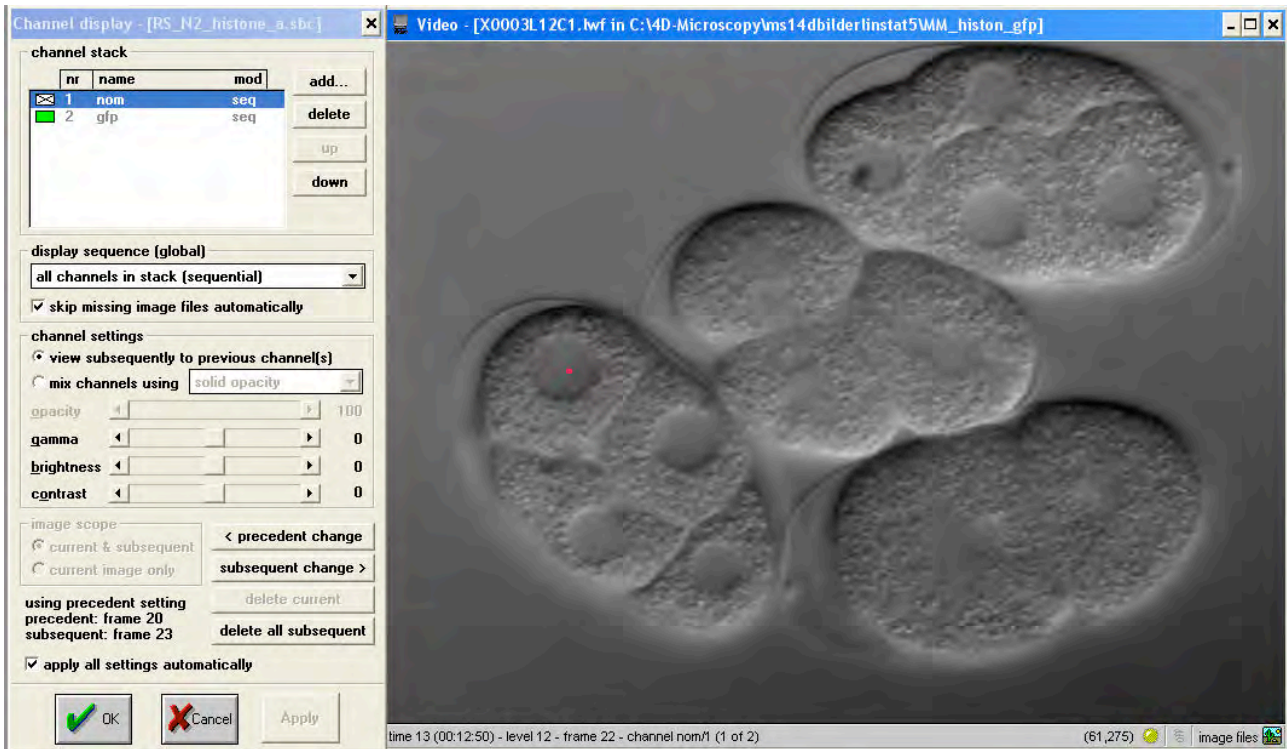 Channel display - [RS_N2_histone_a.sbc]
channel stack
nr name mod
1 nom seq
2 gfp seq
add...
delete
up
down
display sequence (global)
all channels in stack (sequential)
skip missing image files automatically
channel settings
view subsequently to previous channel(s)
mix channels using solid opacity
opacity 100
gamma 0
brightness 0
contrast 0
image scope
current & subsequent
current image only
< precedent change
subsequent change >
delete current
delete all subsequent
using precedent setting
precedent: frame 20
subsequent: frame 23
apply all settings automatically
OK
Cancel
Apply
Video - [X0003L12C1.lwf in C:\4D-Microscopy\ms14dbilderlinstat5\MM_histon_gfp]
time 13 (00:12:50) - level 12 - frame 22 - channel nom/1 (1 of 2)
(61,275)
image files